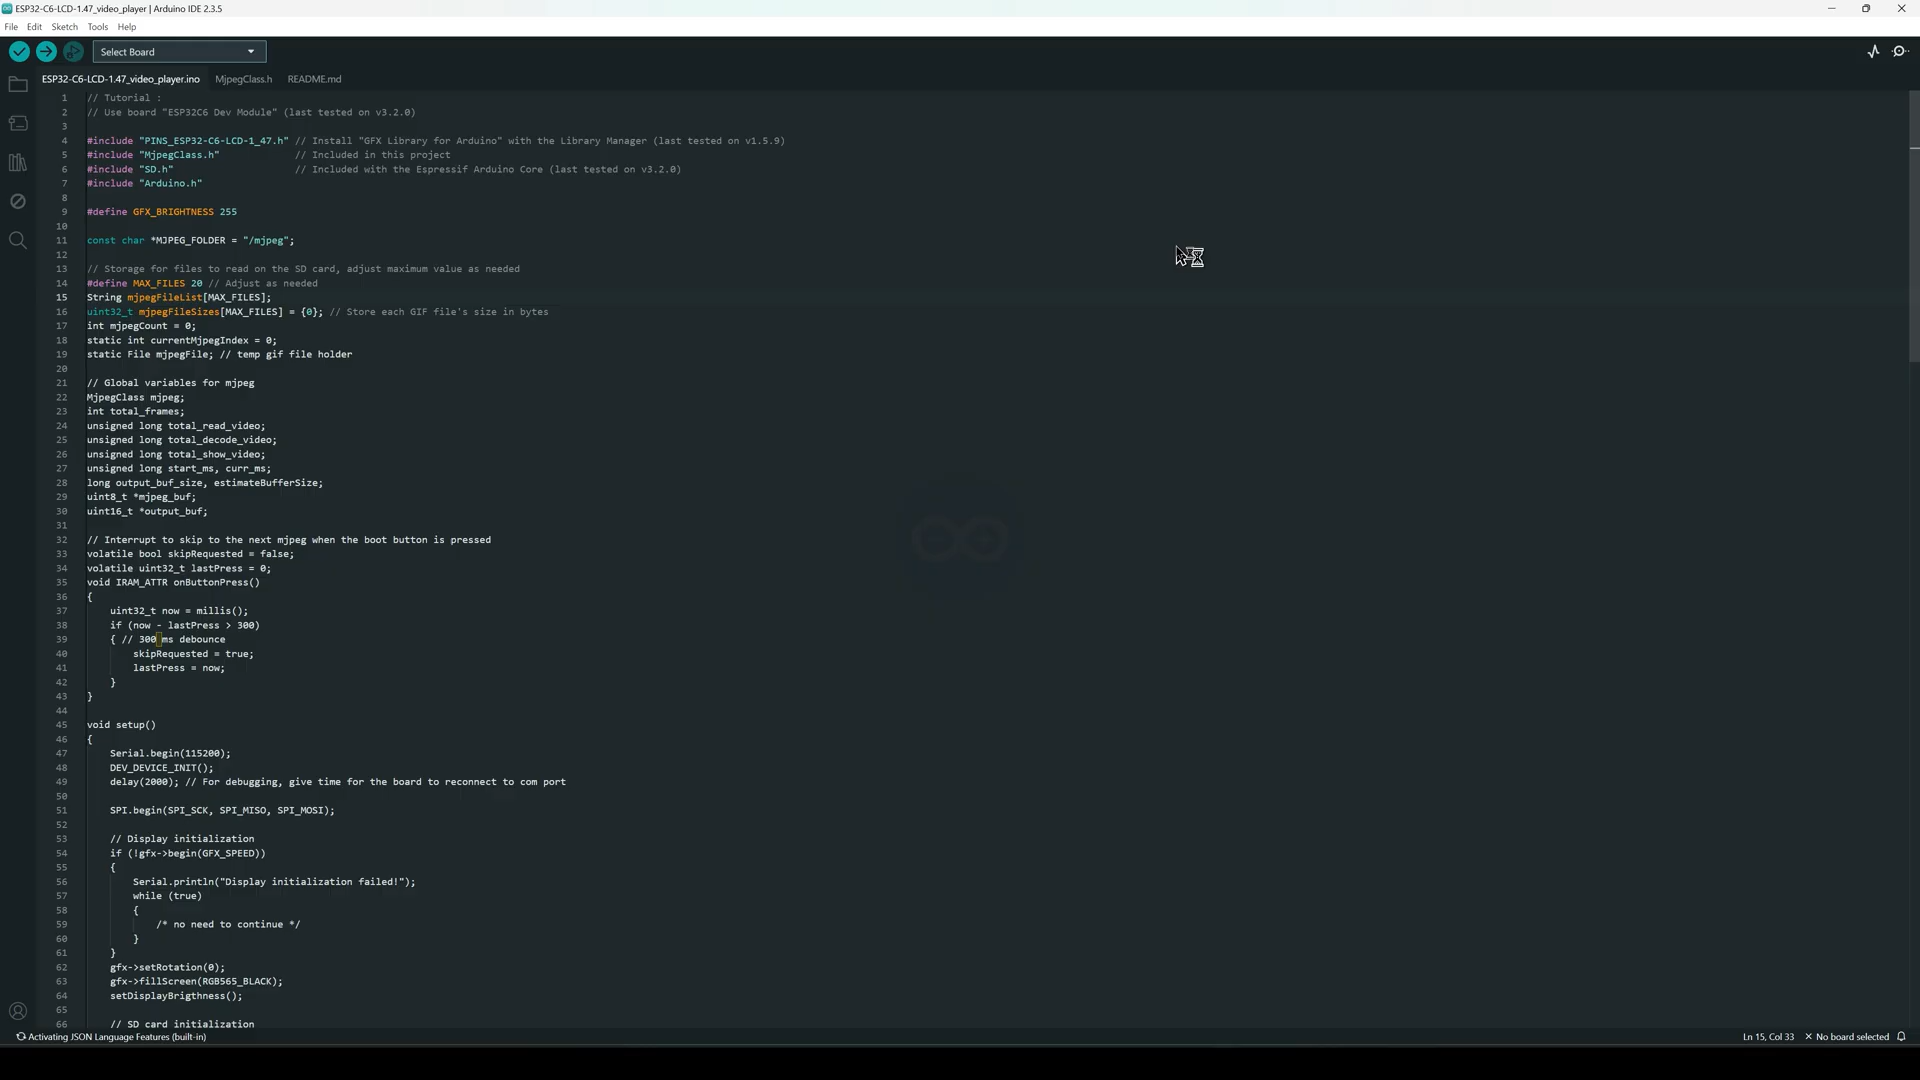 ESP32-C6-LCD-1.47_video_player | Arduino IDE 2.3.5
File Edit Sketch Tools Help
Select Board
ESP32-C6-LCD-1.47_video_player.ino MjpegClass.h README.md
1 // Tutorial :
2 // Use board "ESP32C6 Dev Module" (last tested on v3.2.0)
3
4 #include "PINS_ESP32-C6-LCD-1_47.h" // Install "GFX Library for Arduino" with the Library Manager (last tested on v1.5.9)
5 #include "MjpegClass.h" // Included in this project
6 #include "SD.h" // Included with the Espressif Arduino Core (last tested on v3.2.0)
7 #include "Arduino.h"
8
9 #define GFX_BRIGHTNESS 255
10
11 const char *MJPEG_FOLDER = "/mjpeg";
12
13 // Storage for files to read on the SD card, adjust maximum value as needed
14 #define MAX_FILES 20 // Adjust as needed
15 String mjpegFileList[MAX_FILES];
16 uint32_t mjpegFileSizes[MAX_FILES] = {0}; // Store each GIF file's size in bytes
17 int mjpegCount = 0;
18 static int currentMjpegIndex = 0;
19 static File mjpegFile; // temp gif file holder
20
21 // Global variables for mjpeg
22 MjpegClass mjpeg;
23 int total_frames;
24 unsigned long total_read_video;
25 unsigned long total_decode_video;
26 unsigned long total_show_video;
27 unsigned long start_ms, curr_ms;
28 long output_buf_size, estimateBufferSize;
29 uint8_t *mjpeg_buf;
30 uint16_t *output_buf;
31
32 // Interrupt to skip to the next mjpeg when the boot button is pressed
33 volatile bool skipRequested = false;
34 volatile uint32_t lastPress = 0;
35 void IRAM_ATTR onButtonPress()
36 {
37 uint32_t now = millis();
38 if (now - lastPress > 300)
39 { // 300 ms debounce
40 skipRequested = true;
41 lastPress = now;
42 }
43 }
44
45 void setup()
46 {
47 Serial.begin(115200);
48 DEV_DEVICE_INIT();
49 delay(2000); // For debugging, give time for the board to reconnect to com port
50
51 SPI.begin(SPI_SCK, SPI_MISO, SPI_MOSI);
52
53 // Display initialization
54 if (!gfx->begin(GFX_SPEED))
55 {
56 Serial.println("Display initialization failed!");
57 while (true)
58 {
59 /* no need to continue */
60 }
61 }
62 gfx->setRotation(0);
63 gfx->fillScreen(RGB565_BLACK);
64 setDisplayBrigthness();
65
66 // SD card initialization
Activating JSON Language Features (built-in) Ln 15, Col 33 × No board selected